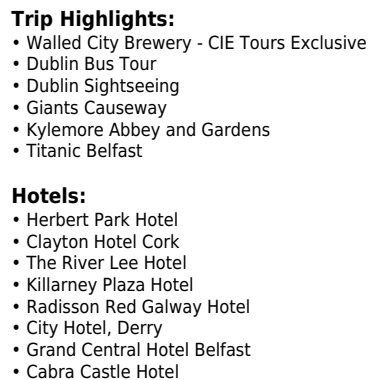 Trip Highlights:
• Walled City Brewery - CIE Tours Exclusive
• Dublin Bus Tour
• Dublin Sightseeing
• Giants Causeway
• Kylemore Abbey and Gardens
• Titanic Belfast
Hotels:
• Herbert Park Hotel
• Clayton Hotel Cork
• The River Lee Hotel
• Killarney Plaza Hotel
• Radisson Red Galway Hotel
• City Hotel, Derry
• Grand Central Hotel Belfast
• Cabra Castle Hotel